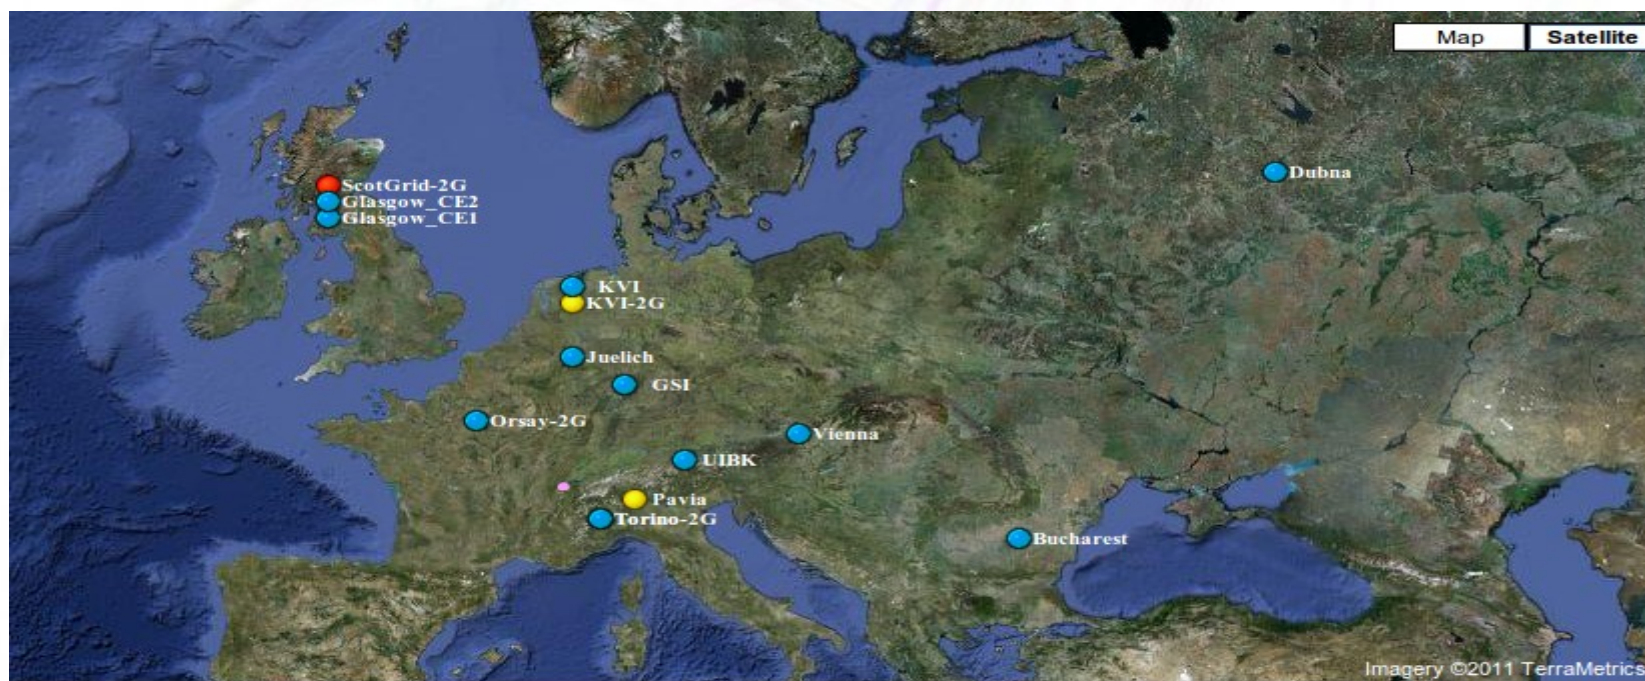 Map
Satellite
Dubna
ScotGrid-2G
Glasgow_CE2
Glasgow_CE1
KVI
KVI-2G
Juelich
GSI
Orsay-2G
Vienna
UIBK
Pavia
Torino-2G
Bucharest
Imagery ©2011 TerraMetrics